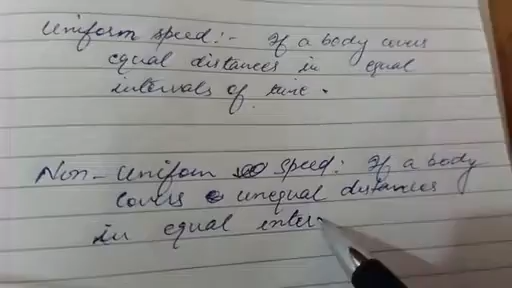 Uniform speed:- If a body covers
equal distances in equal
intervals of time.
Non-uniform speed: If a body
covers unequal distances
in equal inter